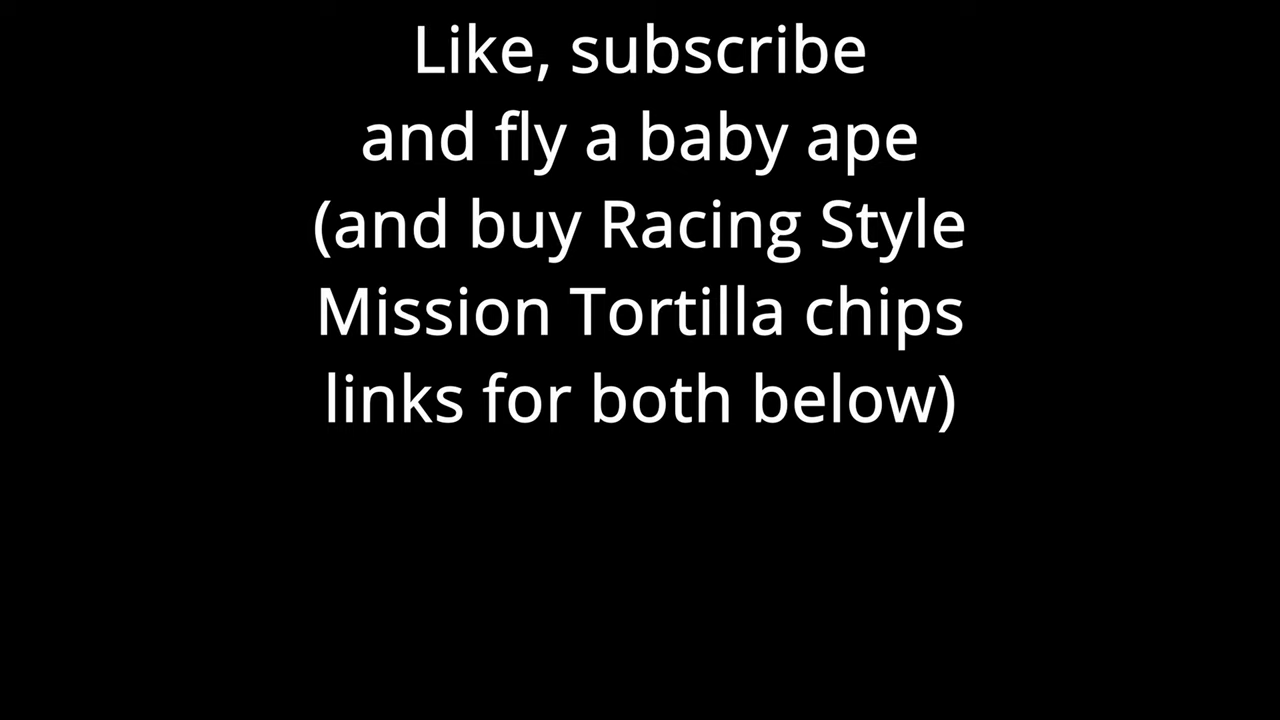 Like, subscribe
and fly a baby ape
(and buy Racing Style
Mission Tortilla chips
links for both below)